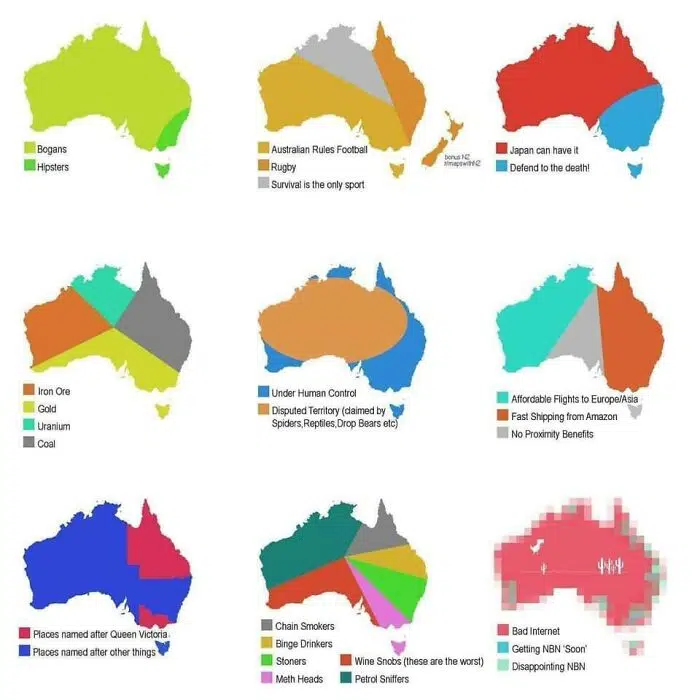 Bogans
Hipsters
Australian Rules Football
Rugby
Survival is the only sport
bonus NZ
#mapswithNZ
Japan can have it
Defend to the death!
Iron Ore
Gold
Uranium
Coal
Under Human Control
Disputed Territory (claimed by
Spiders,Reptiles,Drop Bears etc)
Affordable Flights to Europe/Asia
Fast Shipping from Amazon
No Proximity Benefits
Places named after Queen Victoria
Places named after other things
Chain Smokers
Binge Drinkers
Stoners
Meth Heads
Wine Snobs (these are the worst)
Petrol Sniffers
Bad Internet
Getting NBN 'Soon'
Disappointing NBN